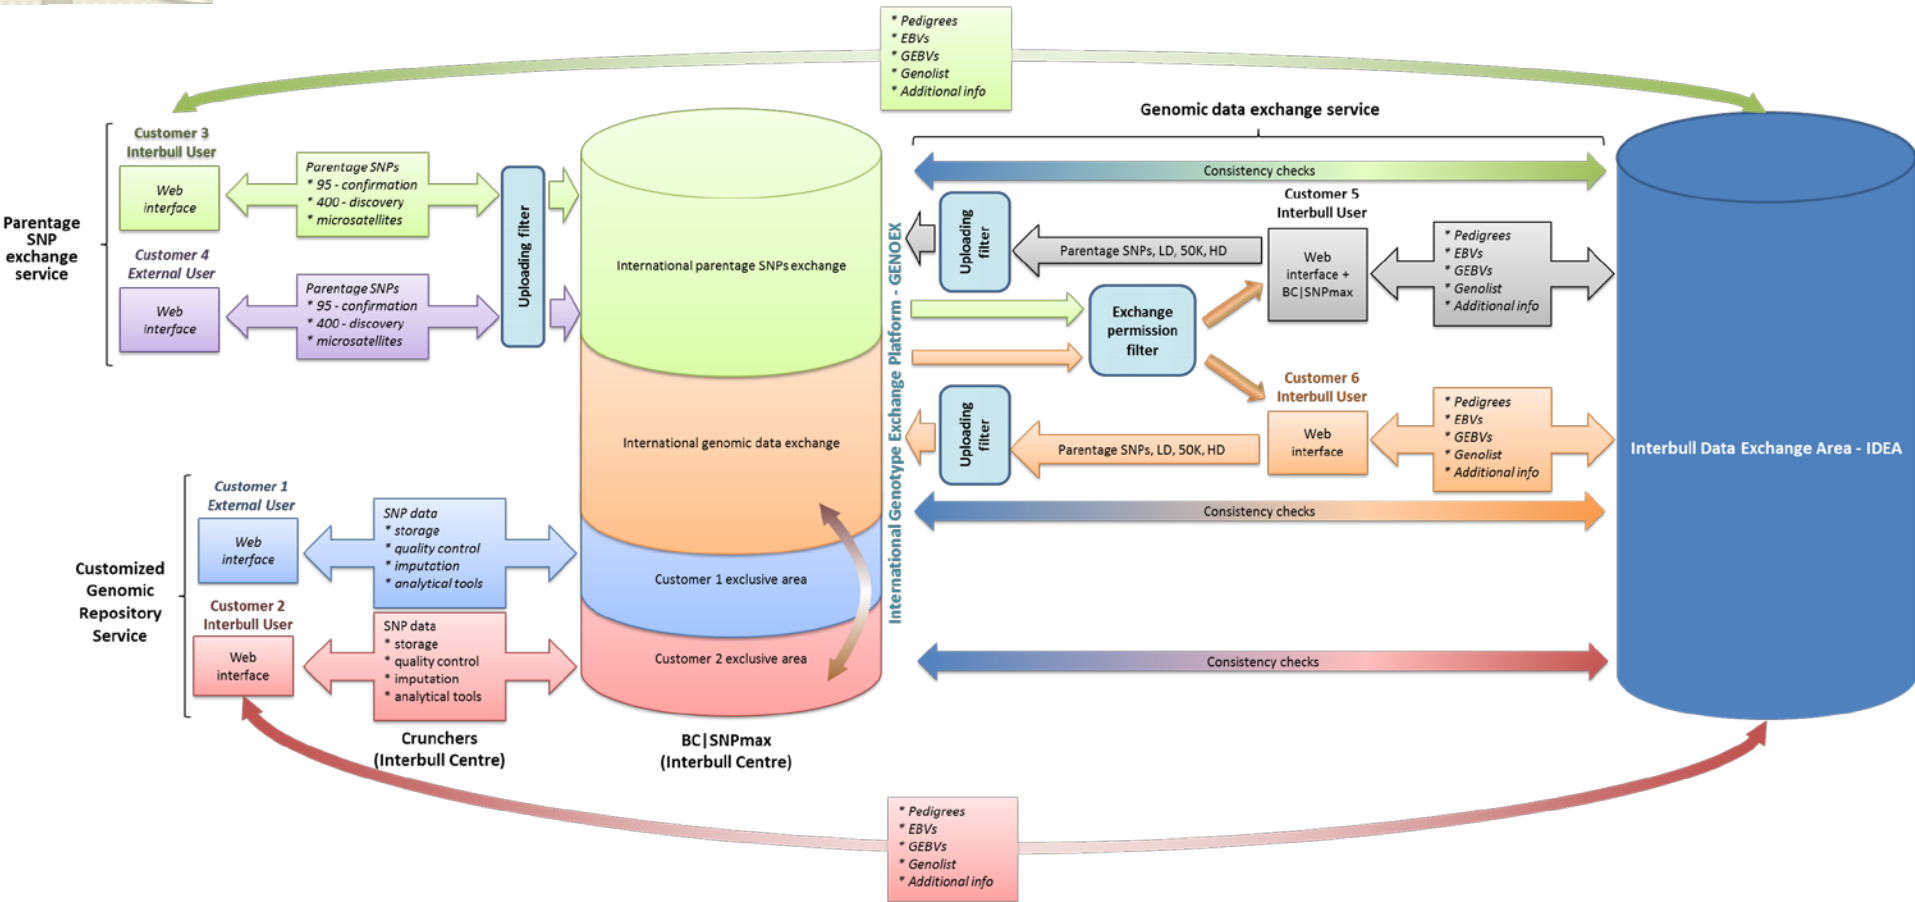 * Pedigrees
* EBVs
* GEBVs
* Genolist
* Additional info
Genomic data exchange service
Parentage
SNP
exchange
service
Customer 3
Interbull User
Web
interface
Parentage SNPs
* 95 - confirmation
* 400 - discovery
* microsatellites
Customer 4
External User
Web
interface
Parentage SNPs
* 95 - confirmation
* 400 - discovery
* microsatellites
Uploading filter
International parentage SNPs exchange
International genomic data exchange
Customer 1 exclusive area
Customer 2 exclusive area
BC|SNPmax
(Interbull Centre)
International Genotype Exchange Platform - GENOEX
Consistency checks
Uploading
filter
Parentage SNPs, LD, 50K, HD
Customer 5
Interbull User
Web
interface +
BC|SNPmax
* Pedigrees
* EBVs
* GEBVs
* Genolist
* Additional info
Exchange
permission
filter
Customer 6
Interbull User
Web
interface
* Pedigrees
* EBVs
* GEBVs
* Genolist
* Additional info
Uploading
filter
Parentage SNPs, LD, 50K, HD
Consistency checks
Consistency checks
Interbull Data Exchange Area - IDEA
Customized
Genomic
Repository
Service
Customer 1
External User
Web
interface
SNP data
* storage
* quality control
* imputation
* analytical tools
Customer 2
Interbull User
Web
interface
SNP data
* storage
* quality control
* imputation
* analytical tools
Crunchers
(Interbull Centre)
* Pedigrees
* EBVs
* GEBVs
* Genolist
* Additional info